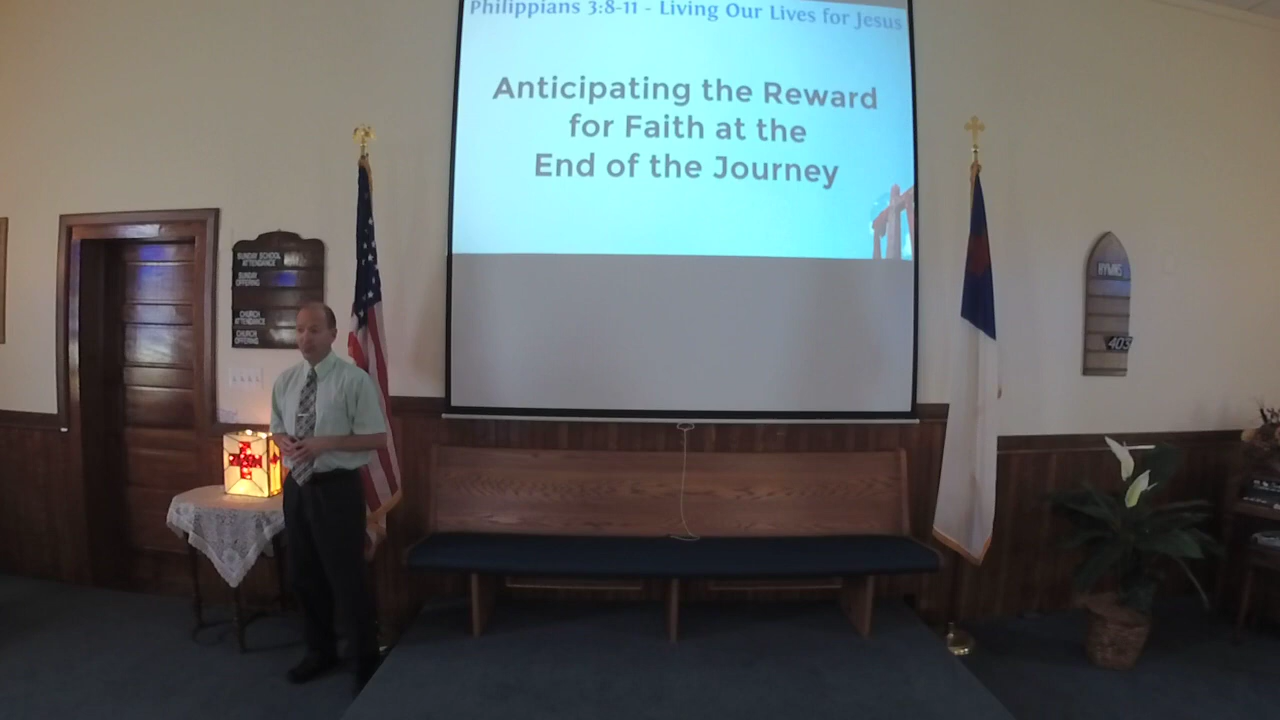 Philippians 3:8-11 - Living Our Lives for Jesus
Anticipating the Reward
for Faith at the
End of the Journey
SUNDAY SCHOOL
ATTENDANCE
SUNDAY
OFFERING
CHURCH
ATTENDANCE
CHURCH
OFFERING
HYMNS
403